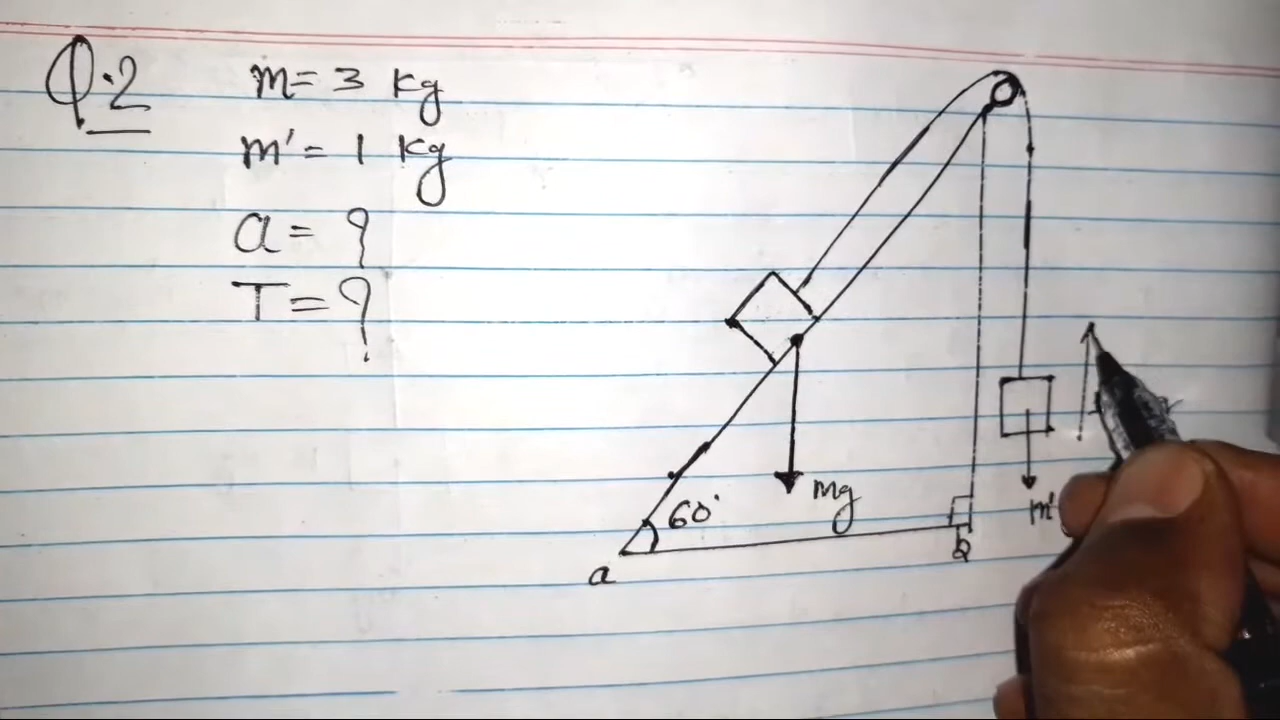 Q.2
m = 3 kg
m' = 1 kg
a = ?
T = ?
60°
mg
m'
a
b